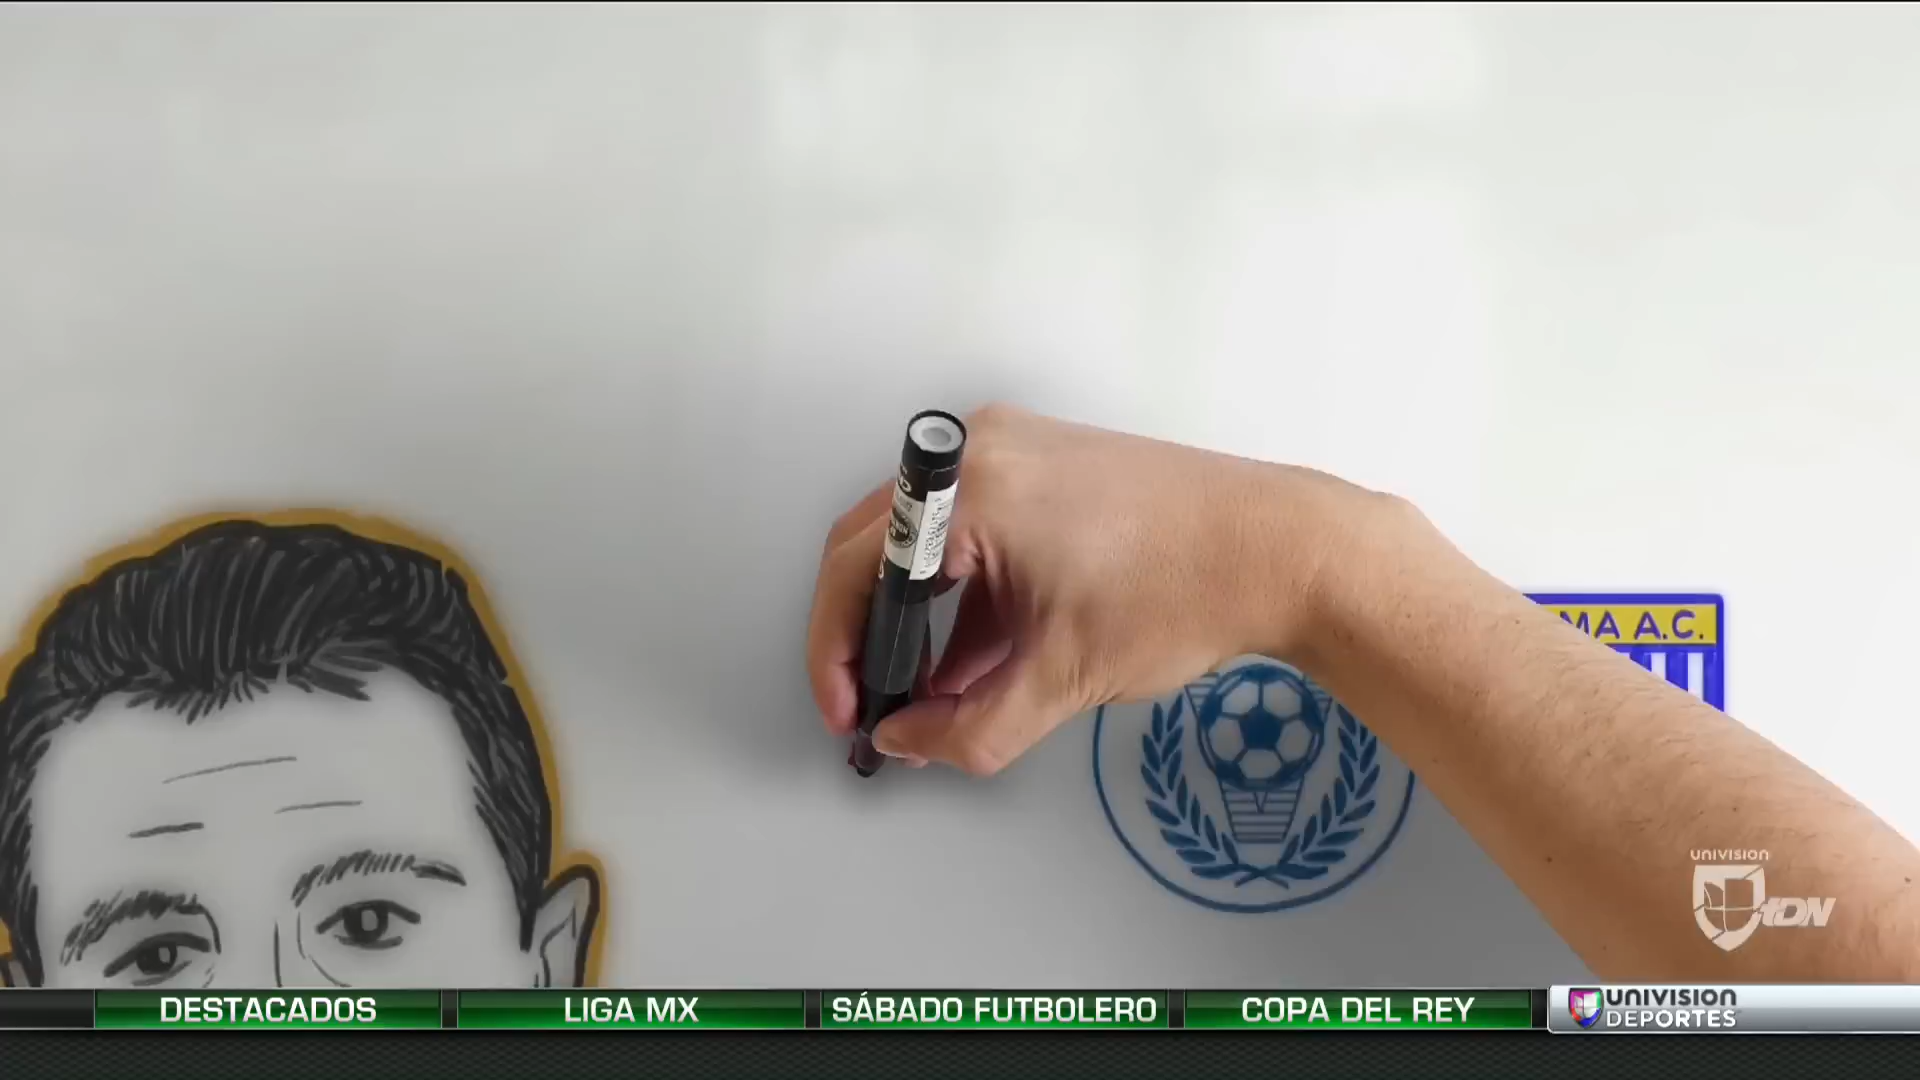 MA A.C.
UNIVISION
tDN
DESTACADOS
LIGA MX
SÁBADO FUTBOLERO
COPA DEL REY
UNIVISION
DEPORTES